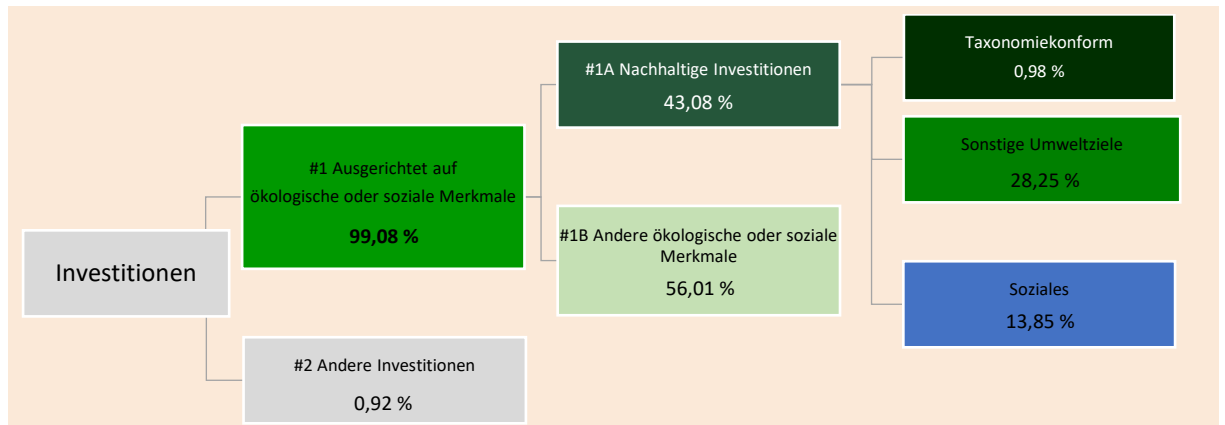 Investitionen
#1 Ausgerichtet auf
ökologische oder soziale Merkmale
99,08 %
#2 Andere Investitionen
0,92 %
#1A Nachhaltige Investitionen
43,08 %
#1B Andere ökologische oder soziale
Merkmale
56,01 %
Taxonomiekonform
0,98 %
Sonstige Umweltziele
28,25 %
Soziales
13,85 %